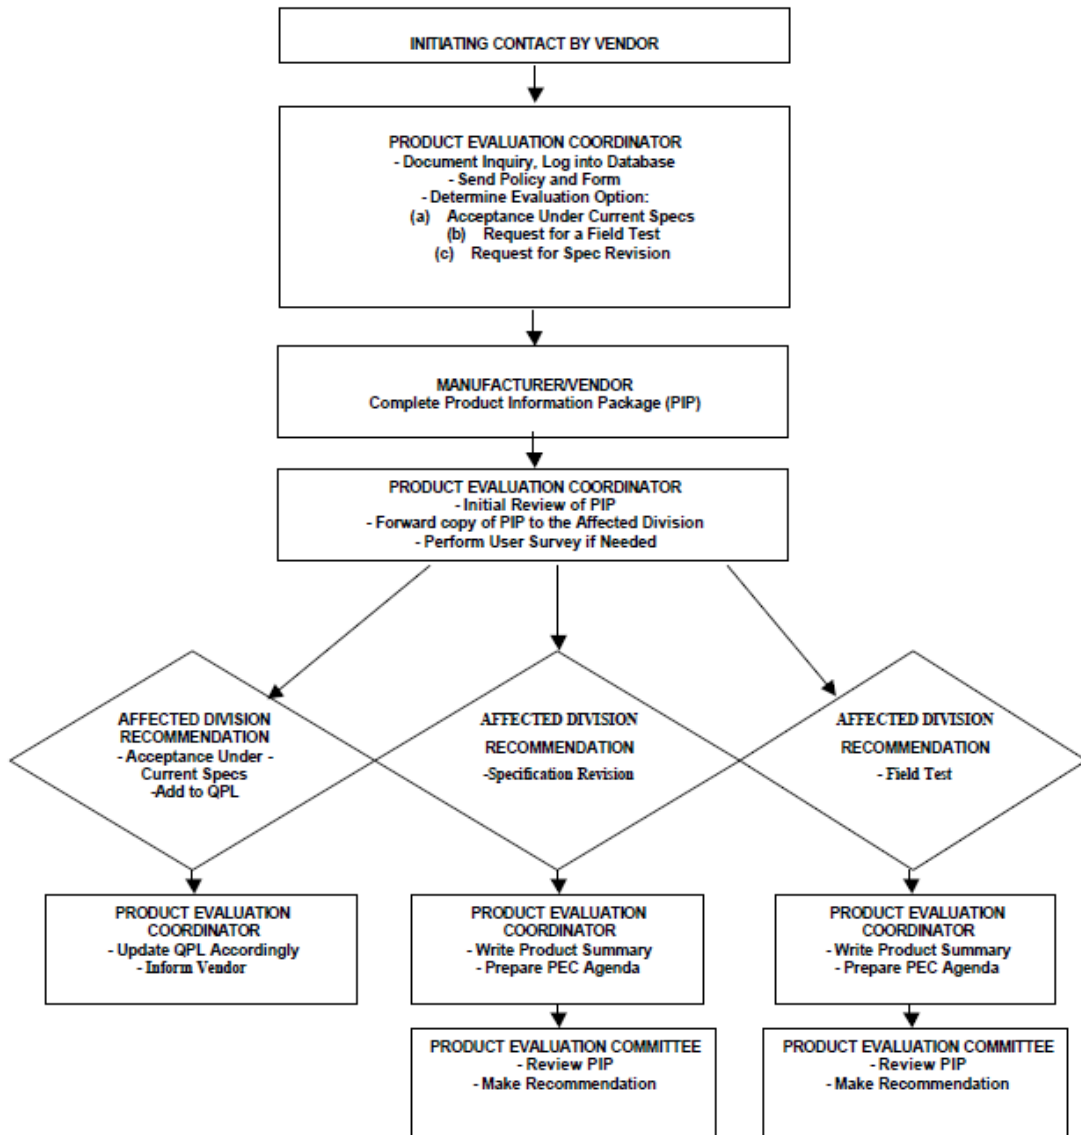 INITIATING CONTACT BY VENDOR
PRODUCT EVALUATION COORDINATOR
- Document Inquiry, Log into Database
- Send Policy and Form
- Determine Evaluation Option:
(a) Acceptance Under Current Specs
(b) Request for a Field Test
(c) Request for Spec Revision
MANUFACTURER/VENDOR
Complete Product Information Package (PIP)
PRODUCT EVALUATION COORDINATOR
- Initial Review of PIP
- Forward copy of PIP to the Affected Division
- Perform User Survey if Needed
AFFECTED DIVISION
RECOMMENDATION
- Acceptance Under -
Current Specs
-Add to QPL
AFFECTED DIVISION
RECOMMENDATION
-Specification Revision
AFFECTED DIVISION
RECOMMENDATION
- Field Test
PRODUCT EVALUATION
COORDINATOR
- Update QPL Accordingly
- Inform Vendor
PRODUCT EVALUATION
COORDINATOR
- Write Product Summary
- Prepare PEC Agenda
PRODUCT EVALUATION
COORDINATOR
- Write Product Summary
- Prepare PEC Agenda
PRODUCT EVALUATION COMMITTEE
- Review PIP
- Make Recommendation
PRODUCT EVALUATION COMMITTEE
- Review PIP
- Make Recommendation